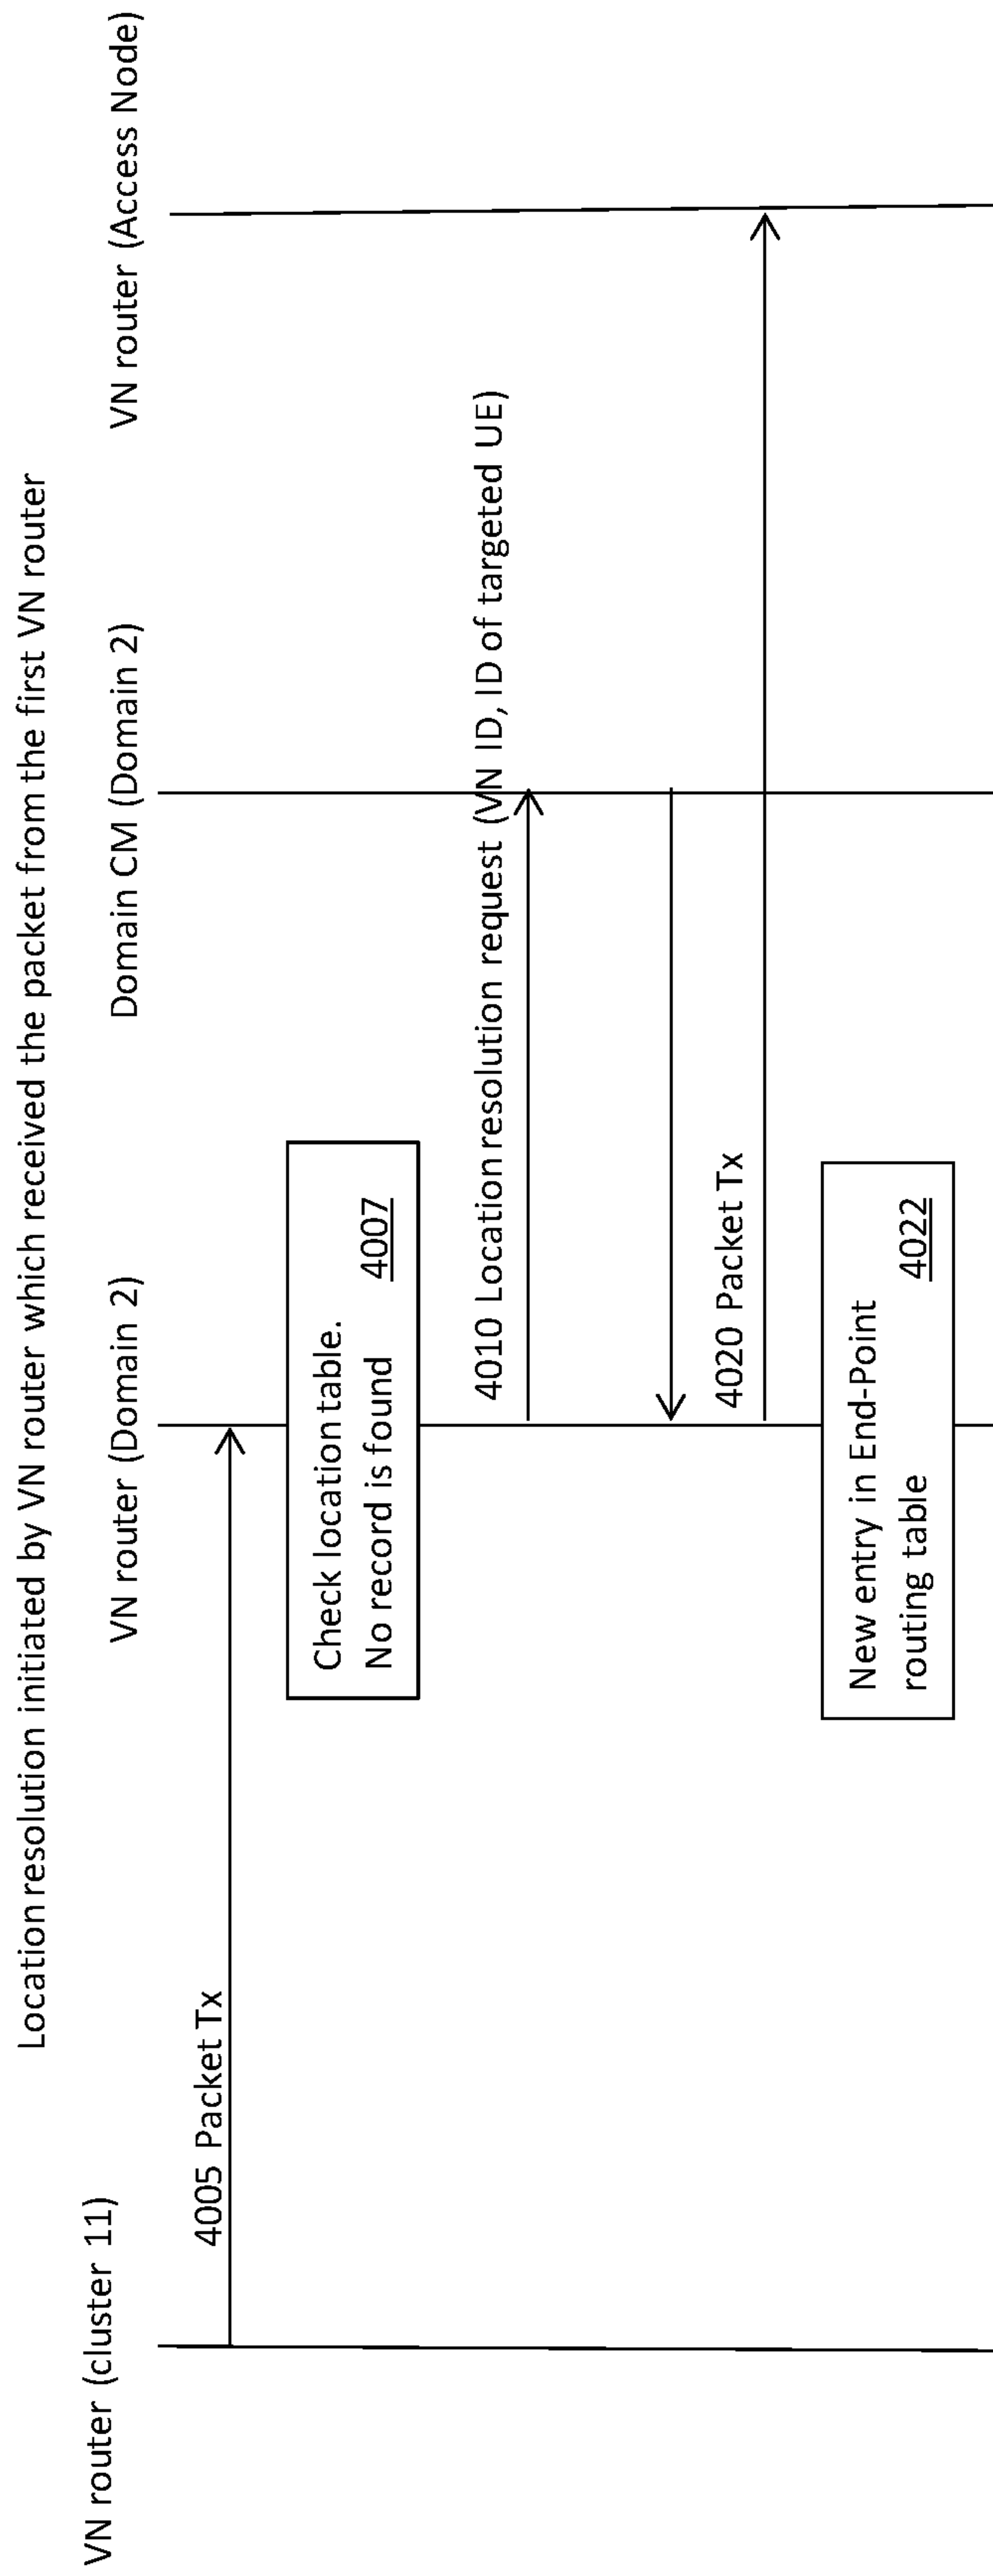 Location resolution initiated by VN router which received the packet from the first VN router
VN router (cluster 11)
VN router (Domain 2)
Domain CM (Domain 2)
VN router (Access Node)
4005 Packet Tx
Check location table.
No record is found
4007
4010 Location resolution request (VN ID, ID of targeted UE)
4020 Packet Tx
New entry in End-Point
routing table
4022